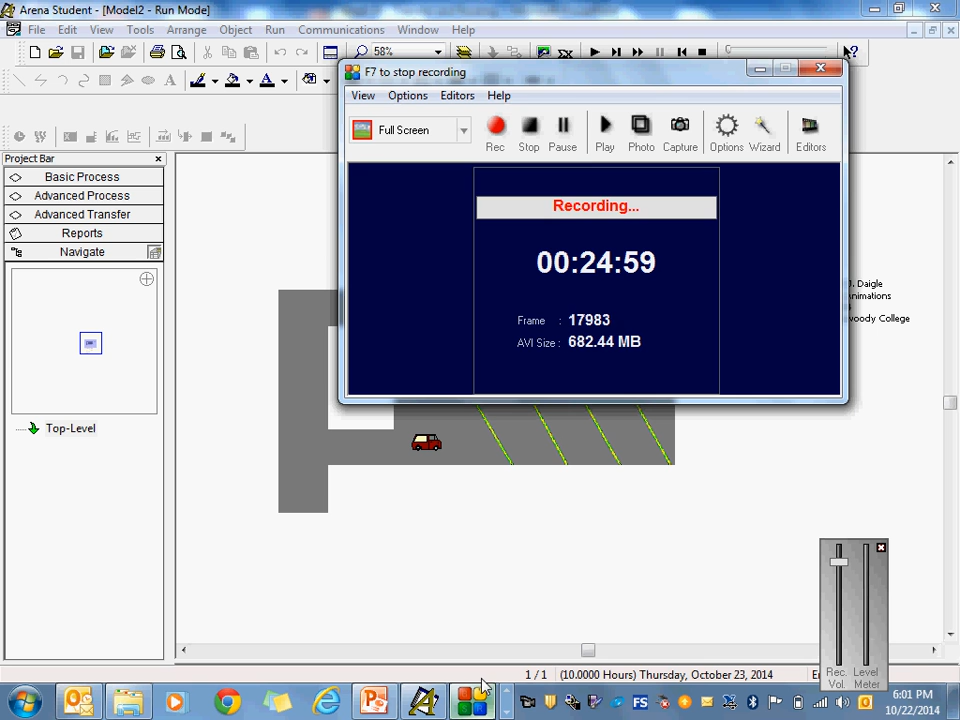 Arena Student - [Model2 - Run Mode]
File Edit View Tools Arrange Object Run Communications Window Help
58%
F7 to stop recording
View Options Editors Help
Full Screen
Rec Stop Pause Play Photo Capture Options Wizard Editors
Recording...
00:24:59
Frame : 17983
AVI Size : 682.44 MB
Project Bar
Basic Process
Advanced Process
Advanced Transfer
Reports
Navigate
Top-Level
Daigle
woody College
Rec. Level
Vol. Meter
1 / 1 (10.0000 Hours) Thursday, October 23, 2014
FS
6:01 PM
10/22/2014